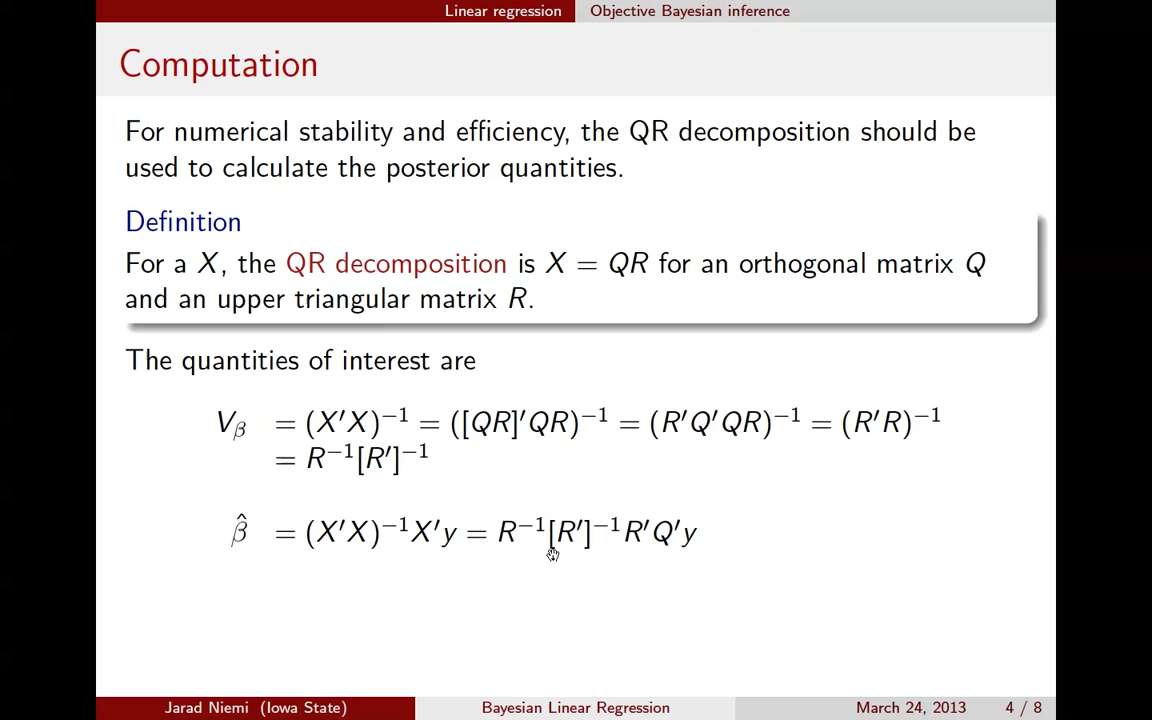 Linear regression Objective Bayesian inference
Computation
For numerical stability and efficiency, the QR decomposition should be
used to calculate the posterior quantities.
Definition
For a X, the QR decomposition is X = QR for an orthogonal matrix Q
and an upper triangular matrix R.
The quantities of interest are
V_β = (X′X)⁻¹ = ([QR]′QR)⁻¹ = (R′Q′QR)⁻¹ = (R′R)⁻¹
= R⁻¹[R′]⁻¹
β̂ = (X′X)⁻¹X′y = R⁻¹[R′]⁻¹R′Q′y
Jarad Niemi (Iowa State) Bayesian Linear Regression March 24, 2013 4 / 8